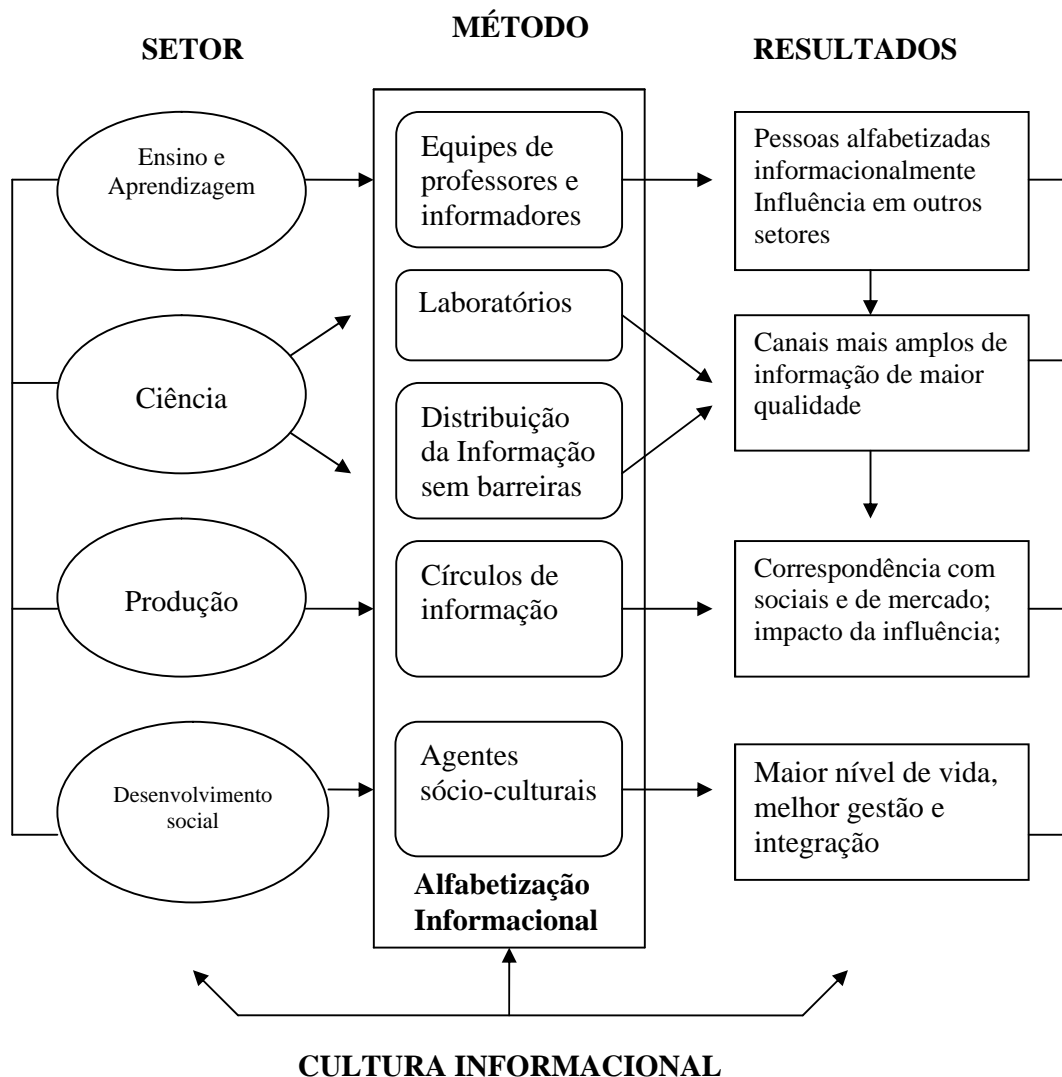 MÉTODO
SETOR
RESULTADOS
Ensino e
Aprendizagem
Equipes de
professores e
informadores
Pessoas alfabetizadas
informacionalmente
Influência em outros
setores
Ciência
Laboratórios
Distribuição
da Informação
sem barreiras
Canais mais amplos de
informação de maior
qualidade
Produção
Círculos de
informação
Correspondência com
sociais e de mercado;
impacto da influência;
Desenvolvimento
social
Agentes
sócio-culturais
Maior nível de vida,
melhor gestão e
integração
Alfabetização
Informacional
CULTURA INFORMACIONAL